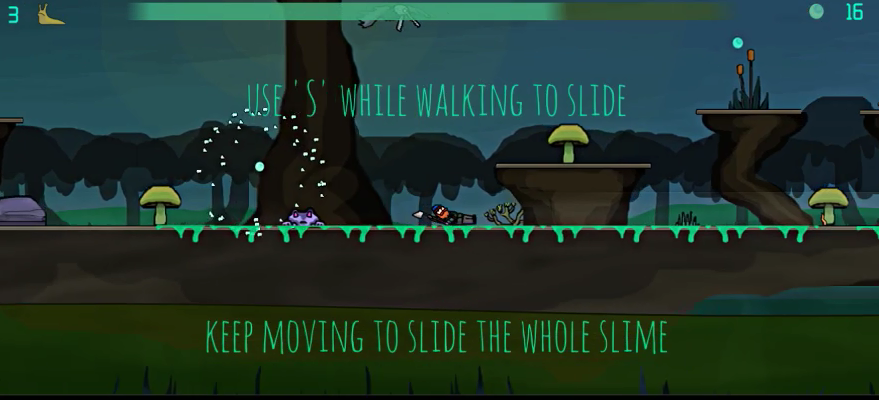 3
16
USE 'S' WHILE WALKING TO SLIDE
KEEP MOVING TO SLIDE THE WHOLE SLIME